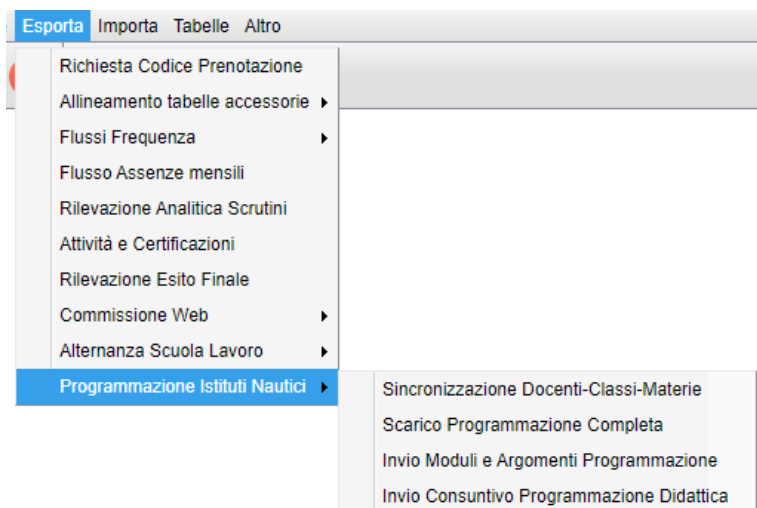 Esporta Importa Tabelle Altro
Richiesta Codice Prenotazione
Allineamento tabelle accessorie
Flussi Frequenza
Flusso Assenze mensili
Rilevazione Analitica Scrutini
Attività e Certificazioni
Rilevazione Esito Finale
Commissione Web
Alternanza Scuola Lavoro
Programmazione Istituti Nautici
Sincronizzazione Docenti-Classi-Materie
Scarico Programmazione Completa
Invio Moduli e Argomenti Programmazione
Invio Consuntivo Programmazione Didattica